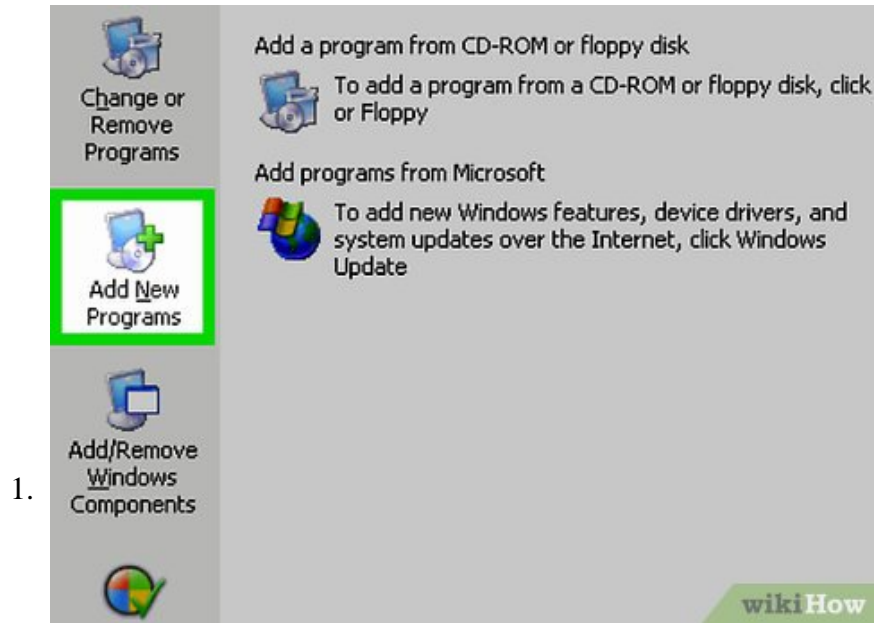 Change or
Remove
Programs
Add New
Programs
Add/Remove
Windows
Components
Add a program from CD-ROM or floppy disk
To add a program from a CD-ROM or floppy disk, click
or Floppy
Add programs from Microsoft
To add new Windows features, device drivers, and
system updates over the Internet, click Windows
Update
1.
wikiHow